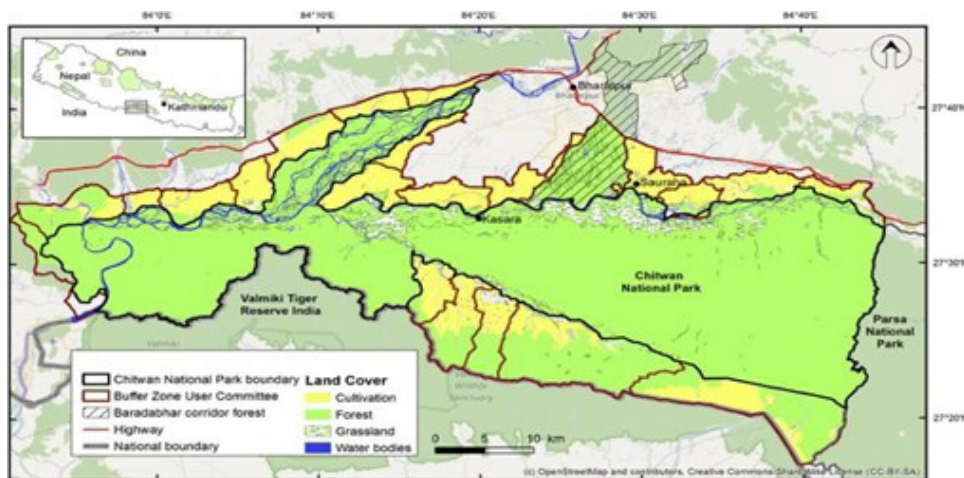 84°0'E 84°10'E 84°20'E 84°30'E 84°40'E
China
Nepal
India
Kathmandu
Bharatpur
27°40'N
Sauraha
Kasara
27°30'N
Chitwan
National Park
Valmiki Tiger
Reserve India
Parsa
National
Park
Chitwan National Park boundary
Buffer Zone User Committee
Baradabhar corridor forest
Highway
National boundary
Land Cover
Cultivation
Forest
Grassland
Water bodies
Sanctuary
27°20'N
0 5 10 km
(c) OpenStreetMap and contributors, Creative Commons-Share Alike License (CC-BY-SA)